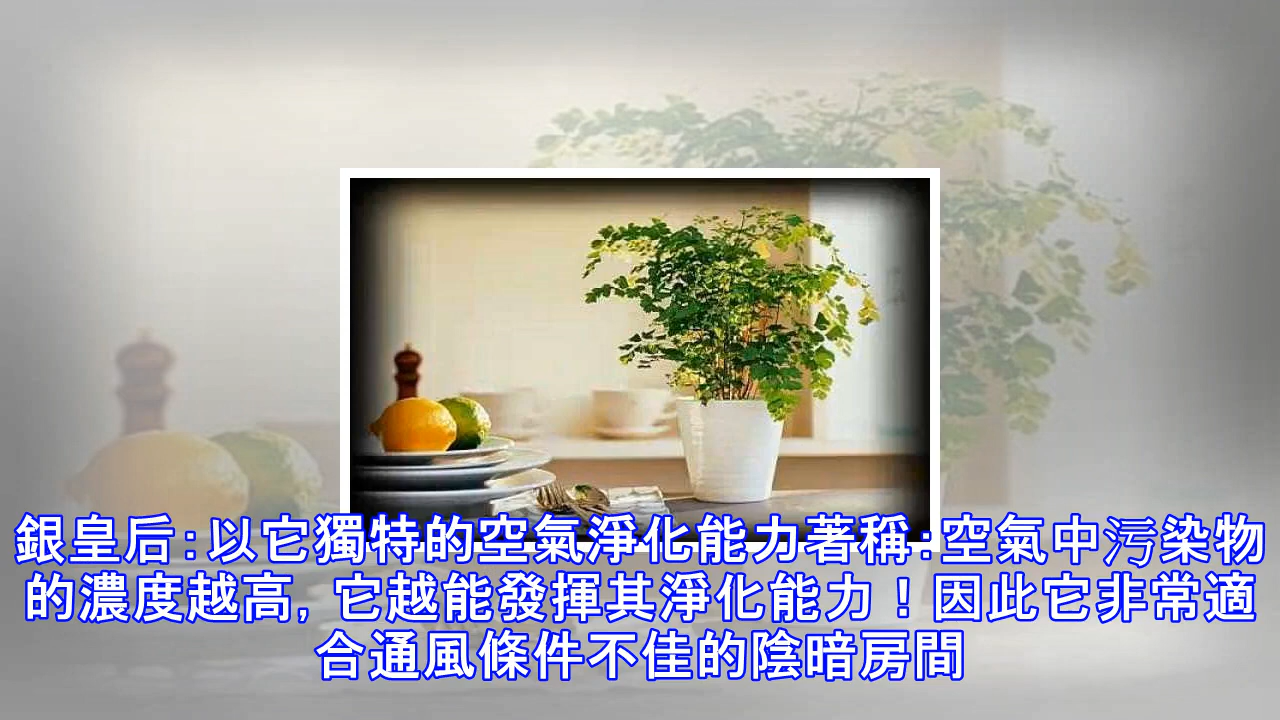 銀皇后:以它獨特的空氣淨化能力著稱:空氣中污染物
的濃度越高,它越能發揮其淨化能力！因此它非常適
合通風條件不佳的陰暗房間